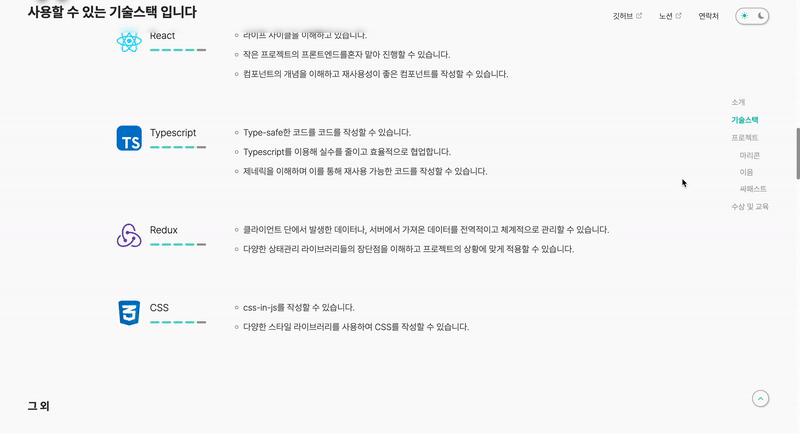 사용할 수 있는 기술스택 입니다
깃허브 노션 연락처
React
라이프 사이클을 이해하고 있습니다.
작은 프로젝트의 프론트엔드를혼자 맡아 진행할 수 있습니다.
컴포넌트의 개념을 이해하고 재사용성이 좋은 컴포넌트를 작성할 수 있습니다.
TS
Typescript
Type-safe한 코드를 코드를 작성할 수 있습니다.
Typescript를 이용해 실수를 줄이고 효율적으로 협업합니다.
제네릭을 이해하며 이를 통해 재사용 가능한 코드를 작성할 수 있습니다.
Redux
클라이언트 단에서 발생한 데이터나, 서버에서 가져온 데이터를 전역적이고 체계적으로 관리할 수 있습니다.
다양한 상태관리 라이브러리들의 장단점을 이해하고 프로젝트의 상황에 맞게 적용할 수 있습니다.
3
CSS
css-in-js를 작성할 수 있습니다.
다양한 스타일 라이브러리를 사용하여 CSS를 작성할 수 있습니다.
그 외
소개
기술스택
프로젝트
마리콘
이음
싸패스트
수상 및 교육